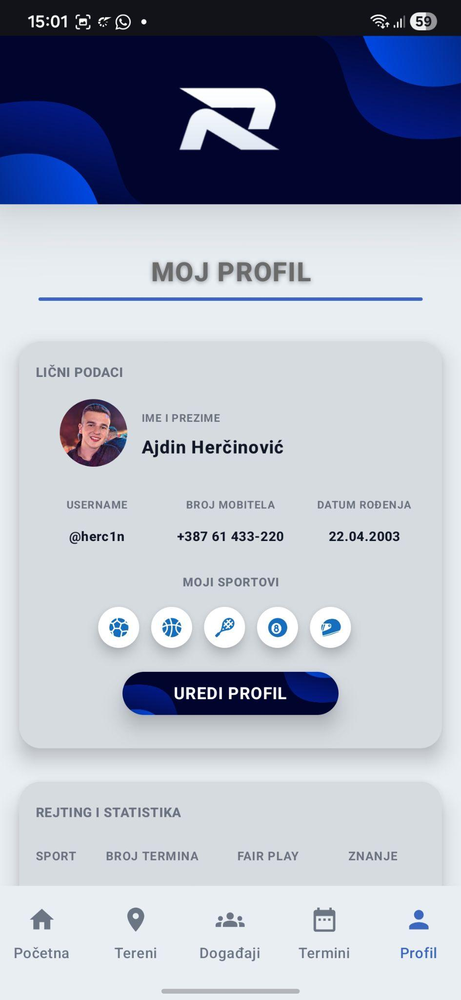 15:01
59
MOJ PROFIL
LIČNI PODACI
IME I PREZIME
Ajdin Herčinović
USERNAME BROJ MOBITELA DATUM ROĐENJA
@herc1n +387 61 433-220 22.04.2003
MOJI SPORTOVI
8
UREDI PROFIL
REJTING I STATISTIKA
SPORT BROJ TERMINA FAIR PLAY ZNANJE
Početna Tereni Događaji Termini Profil